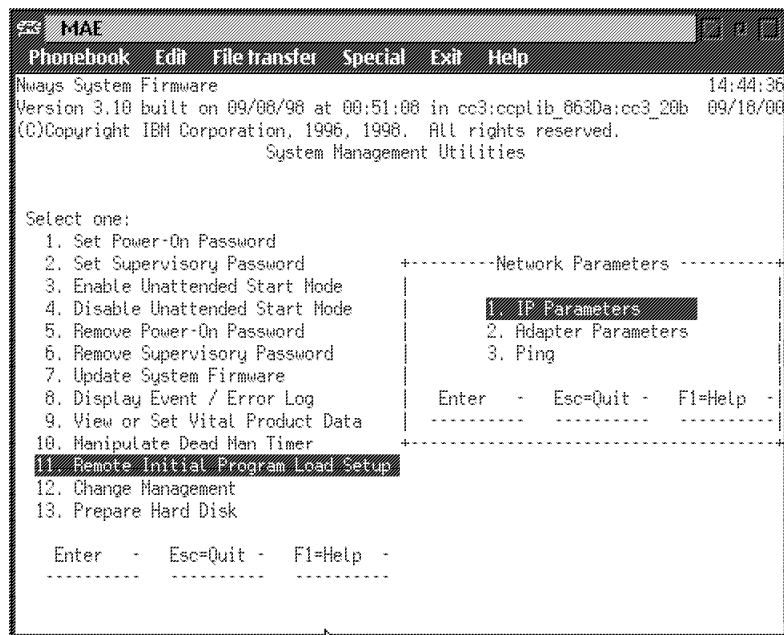 MAE
Phonebook Edit File transfer Special Exit Help
Nways System Firmware 14:44:36
Version 3.10 built on 09/08/98 at 00:51:08 in cc3:ccplib_863Da:cc3_20b 09/18/00
(C)Copyright IBM Corporation, 1996, 1998. All rights reserved.
System Management Utilities
Select one:
1. Set Power-On Password
2. Set Supervisory Password
3. Enable Unattended Start Mode
4. Disable Unattended Start Mode
5. Remove Power-On Password
6. Remove Supervisory Password
7. Update System Firmware
8. Display Event / Error Log
9. View or Set Vital Product Data
10. Manipulate Dead Man Timer
11. Remote Initial Program Load Setup
12. Change Management
13. Prepare Hard Disk
Enter - Esc=Quit - F1=Help -
Network Parameters
1. IP Parameters
2. Adapter Parameters
3. Ping
Enter - Esc=Quit - F1=Help -